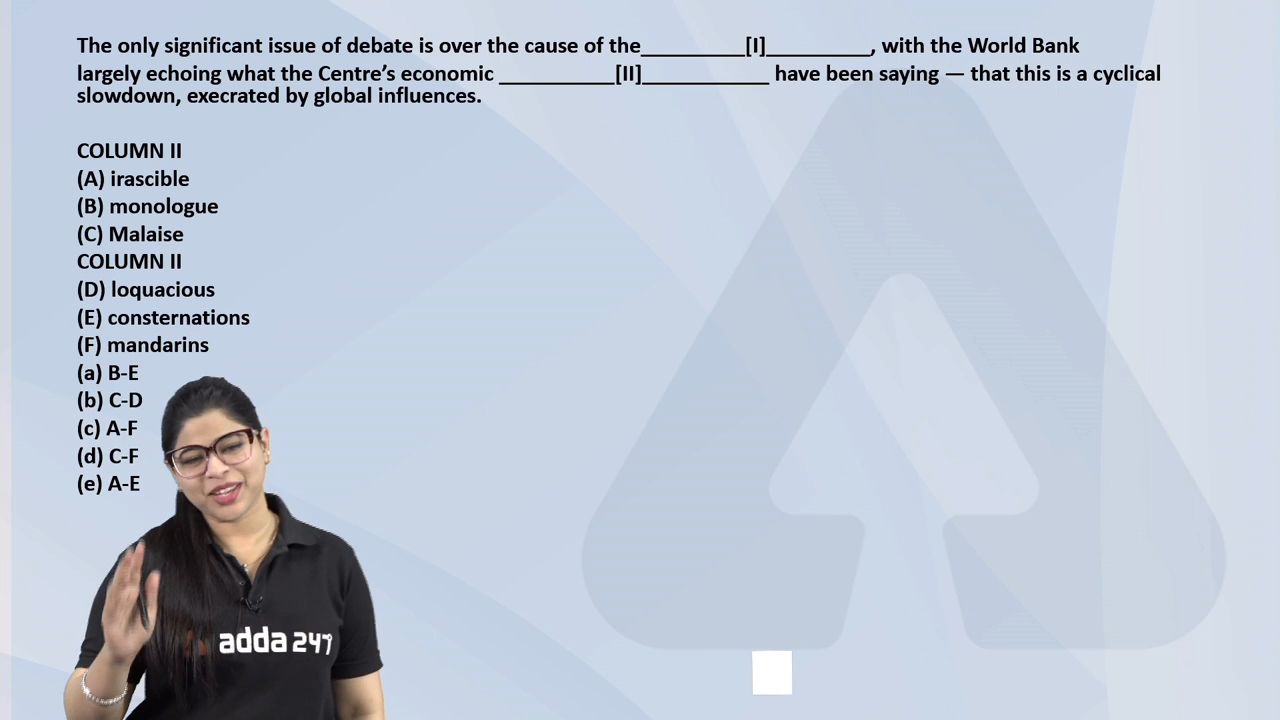 The only significant issue of debate is over the cause of the__________[I]___________, with the World Bank
largely echoing what the Centre’s economic ____________[II]_____________ have been saying — that this is a cyclical
slowdown, execrated by global influences.
COLUMN II
(A) irascible
(B) monologue
(C) Malaise
COLUMN II
(D) loquacious
(E) consternations
(F) mandarins
(a) B-E
(b) C-D
(c) A-F
(d) C-F
(e) A-E
adda 247